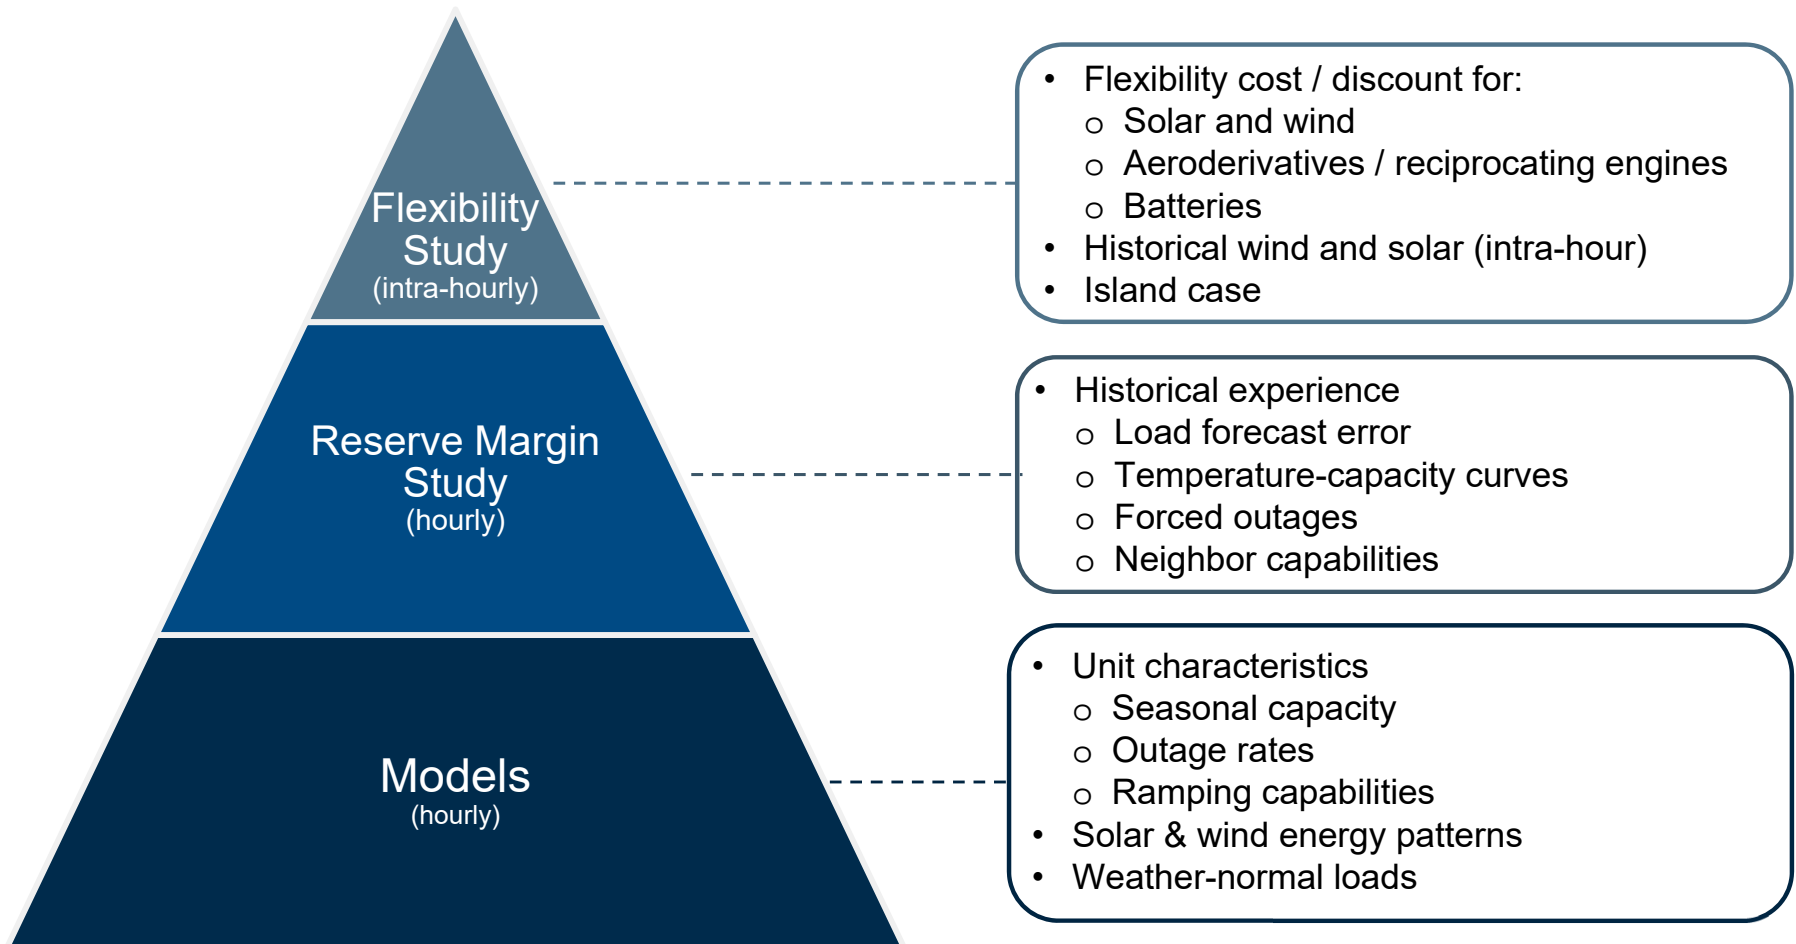 Flexibility
Study
(intra-hourly)
• Flexibility cost / discount for:
o Solar and wind
o Aeroderivatives / reciprocating engines
o Batteries
• Historical wind and solar (intra-hour)
• Island case
Reserve Margin
Study
(hourly)
• Historical experience
o Load forecast error
o Temperature-capacity curves
o Forced outages
o Neighbor capabilities
Models
(hourly)
• Unit characteristics
o Seasonal capacity
o Outage rates
o Ramping capabilities
• Solar & wind energy patterns
• Weather-normal loads